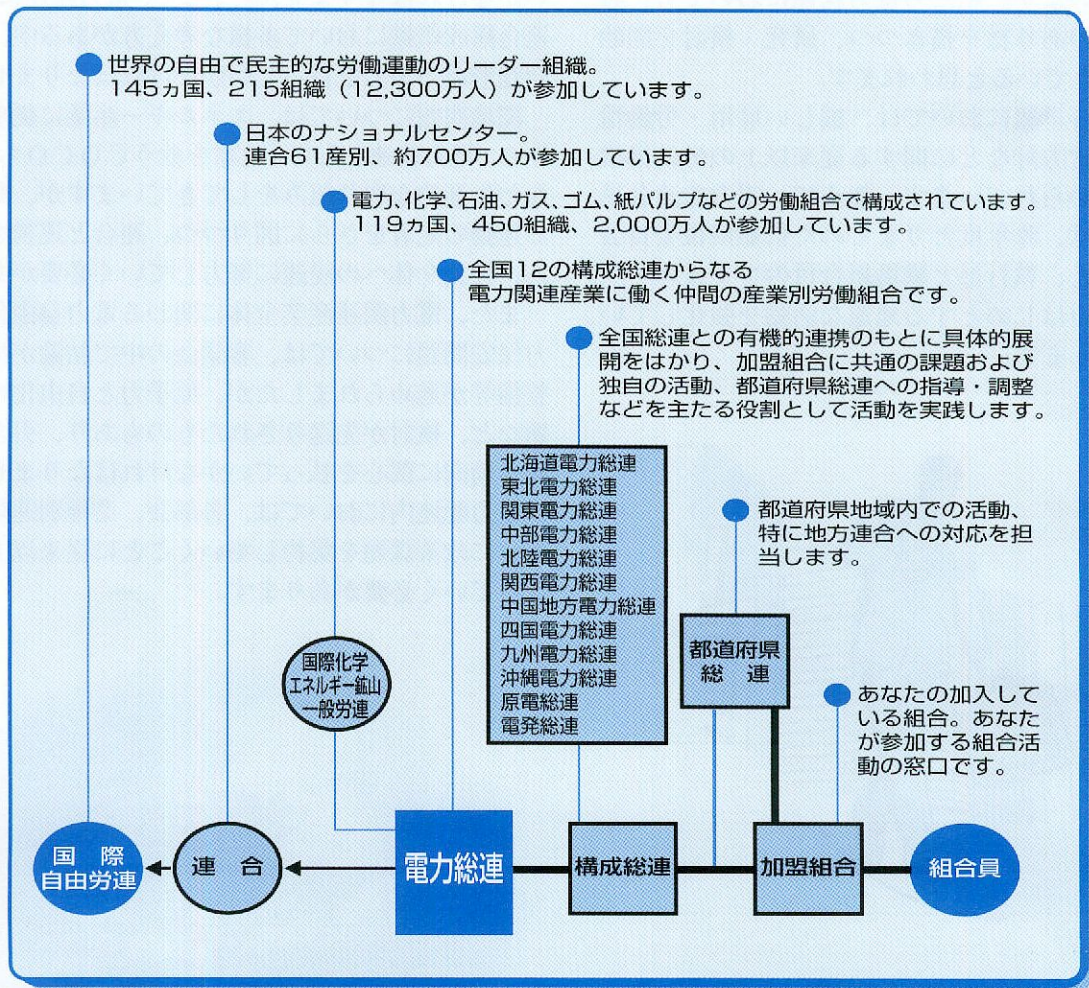 世界の自由で民主的な労働運動のリーダー組織。
145ヵ国、215組織（12,300万人）が参加しています。
日本のナショナルセンター。
連合61産別、約700万人が参加しています。
電力、化学、石油、ガス、ゴム、紙パルプなどの労働組合で構成されています。
119ヵ国、450組織、2,000万人が参加しています。
全国12の構成総連からなる
電力関連産業に働く仲間の産業別労働組合です。
全国総連との有機的連携のもとに具体的展
開をはかり、加盟組合に共通の課題および
独自の活動、都道府県総連への指導・調整
などを主たる役割として活動を実践します。
北海道電力総連
東北電力総連
関東電力総連
中部電力総連
北陸電力総連
関西電力総連
中国地方電力総連
四国電力総連
九州電力総連
沖縄電力総連
原電総連
電発総連
都道府県地域内での活動、
特に地方連合への対応を担
当します。
都道府県
総　連
国際化学
エネルギー鉱山
一般労連
あなたの加入して
いる組合。あなた
が参加する組合活
動の窓口です。
国　際
自由労連
連　合
電力総連
構成総連
加盟組合
組合員